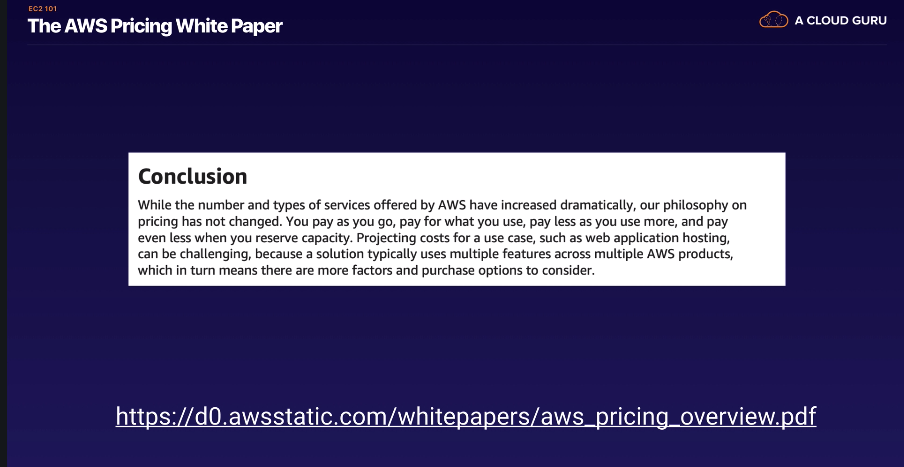 EC2 101
The AWS Pricing White Paper
A CLOUD GURU
Conclusion
While the number and types of services offered by AWS have increased dramatically, our philosophy on
pricing has not changed. You pay as you go, pay for what you use, pay less as you use more, and pay
even less when you reserve capacity. Projecting costs for a use case, such as web application hosting,
can be challenging, because a solution typically uses multiple features across multiple AWS products,
which in turn means there are more factors and purchase options to consider.
https://d0.awsstatic.com/whitepapers/aws_pricing_overview.pdf